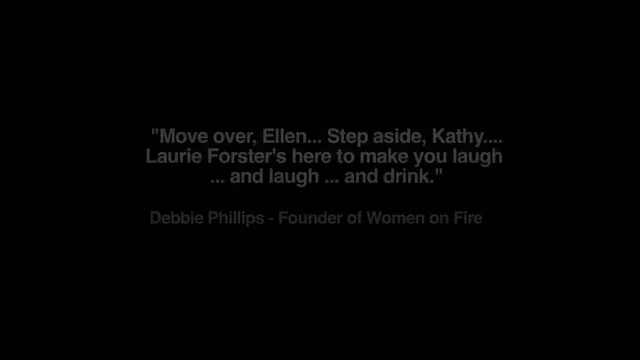 "Move over, Ellen... Step aside, Kathy....
Laurie Forster's here to make you laugh
... and laugh ... and drink."
Debbie Phillips - Founder of Women on Fire